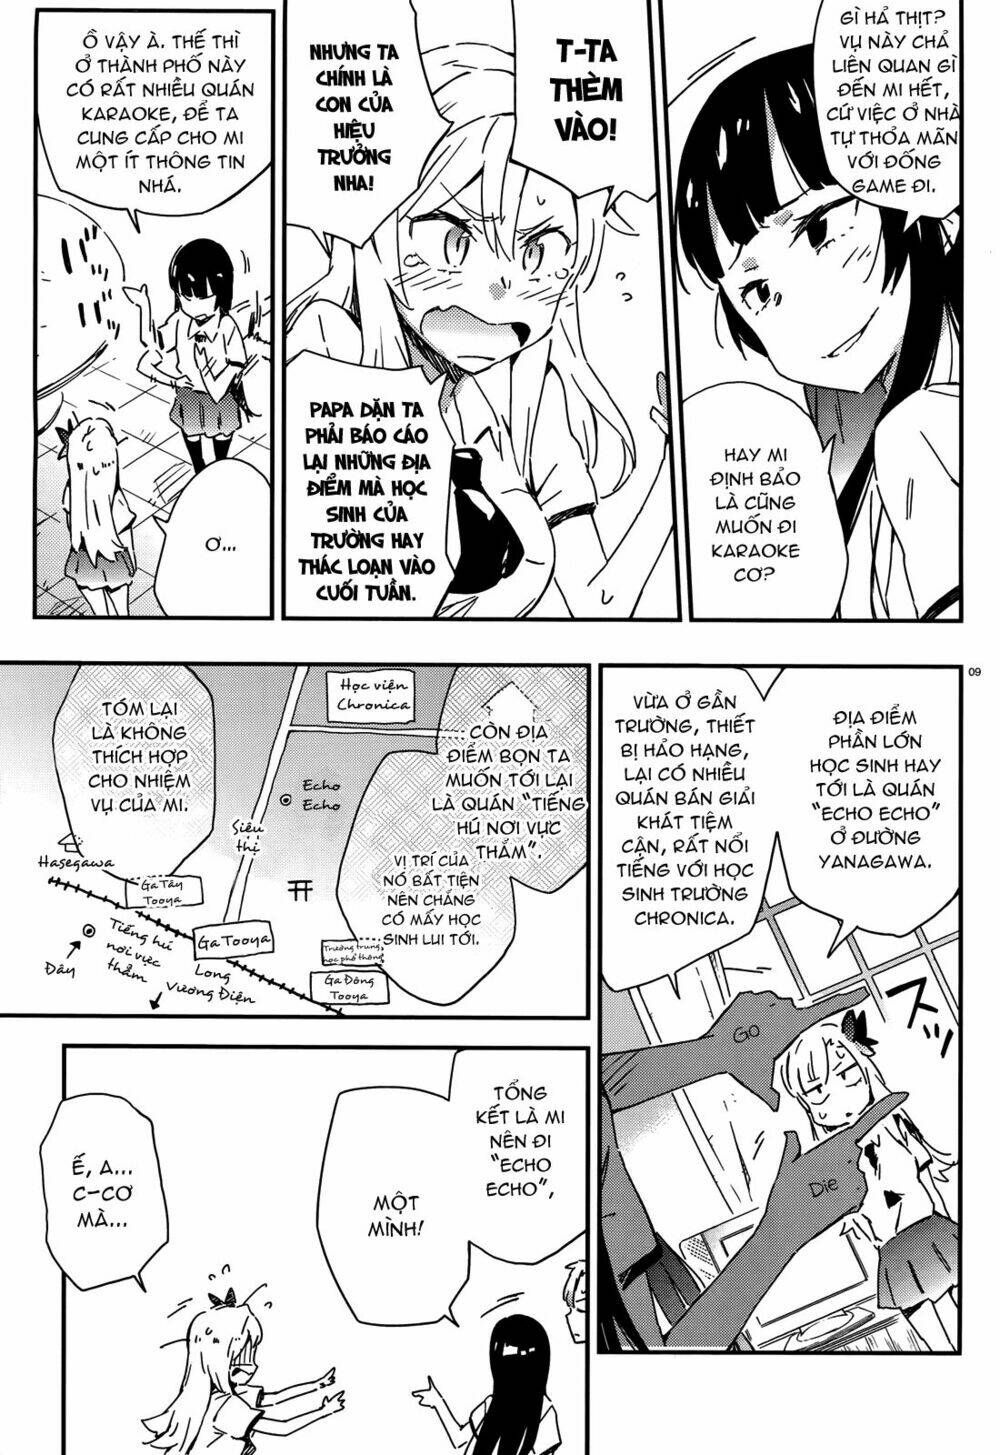 GÌ HẢ THỊT?
VỤ NÀY CHẢ
LIÊN QUAN GÌ
ĐẾN MI HẾT,
CỨ VIỆC Ở NHÀ
TỰ THỎA MÃN
VỚI ĐỐNG
GAME ĐI.
HAY MI
ĐỊNH BẢO
LÀ CŨNG
MUỐN ĐI
KARAOKE
CƠ?
T-TA
THÈM
VÀO!
NHƯNG TA
CHÍNH LÀ
CON CỦA
HIỆU
TRƯỞNG
NHA!
PAPA DẶN TA
PHẢI BÁO CÁO
LẠI NHỮNG ĐỊA
ĐIỂM MÀ HỌC
SINH CỦA
TRƯỜNG HAY
THÁC LOẠN VÀO
CUỐI TUẦN.
Ồ VẬY À. THẾ THÌ
Ở THÀNH PHỐ NÀY
CÓ RẤT NHIỀU QUÁN
KARAOKE, ĐỂ TA
CUNG CẤP CHO MI
MỘT ÍT THÔNG TIN
NHÁ.
Ơ...
09
ĐỊA ĐIỂM
PHẦN LỚN
HỌC SINH HAY
TỚI LÀ QUÁN
"ECHO ECHO"
Ở ĐƯỜNG
YANAGAWA.
VỪA Ở GẦN
TRƯỜNG, THIẾT
BỊ HẢO HẠNG,
LẠI CÓ NHIỀU
QUÁN BÁN GIẢI
KHÁT TIỆM
CẬN, RẤT NỔI
TIẾNG VỚI HỌC
SINH TRƯỜNG
CHRONICA.
Go
Die
スッ
CÒN ĐỊA
ĐIỂM BỌN TA
MUỐN TỚI LẠI
LÀ QUÁN "TIẾNG
HÚ NƠI VỰC
THẲM".
VỊ TRÍ CỦA
NÓ BẤT TIỆN
NÊN CHẲNG
CÓ MẤY HỌC
SINH LUI TỚI.
TÓM LẠI
LÀ KHÔNG
THÍCH HỢP
CHO NHIỆM
VỤ CỦA MI.
Học viện
Chronica
Echo
Echo
Siêu
thị
Hasegawa
Ga Tây
Tooya
Ga Tooya
Trường trung
học phổ thông
Ga Đông
Tooya
Đây
Tiếng hú
nơi vực
thẳm
Long
Vương Điện
TỔNG
KẾT LÀ MI
NÊN ĐI
"ECHO
ECHO",
MỘT
MÌNH!
Ế, A...
C-CƠ
MÀ...